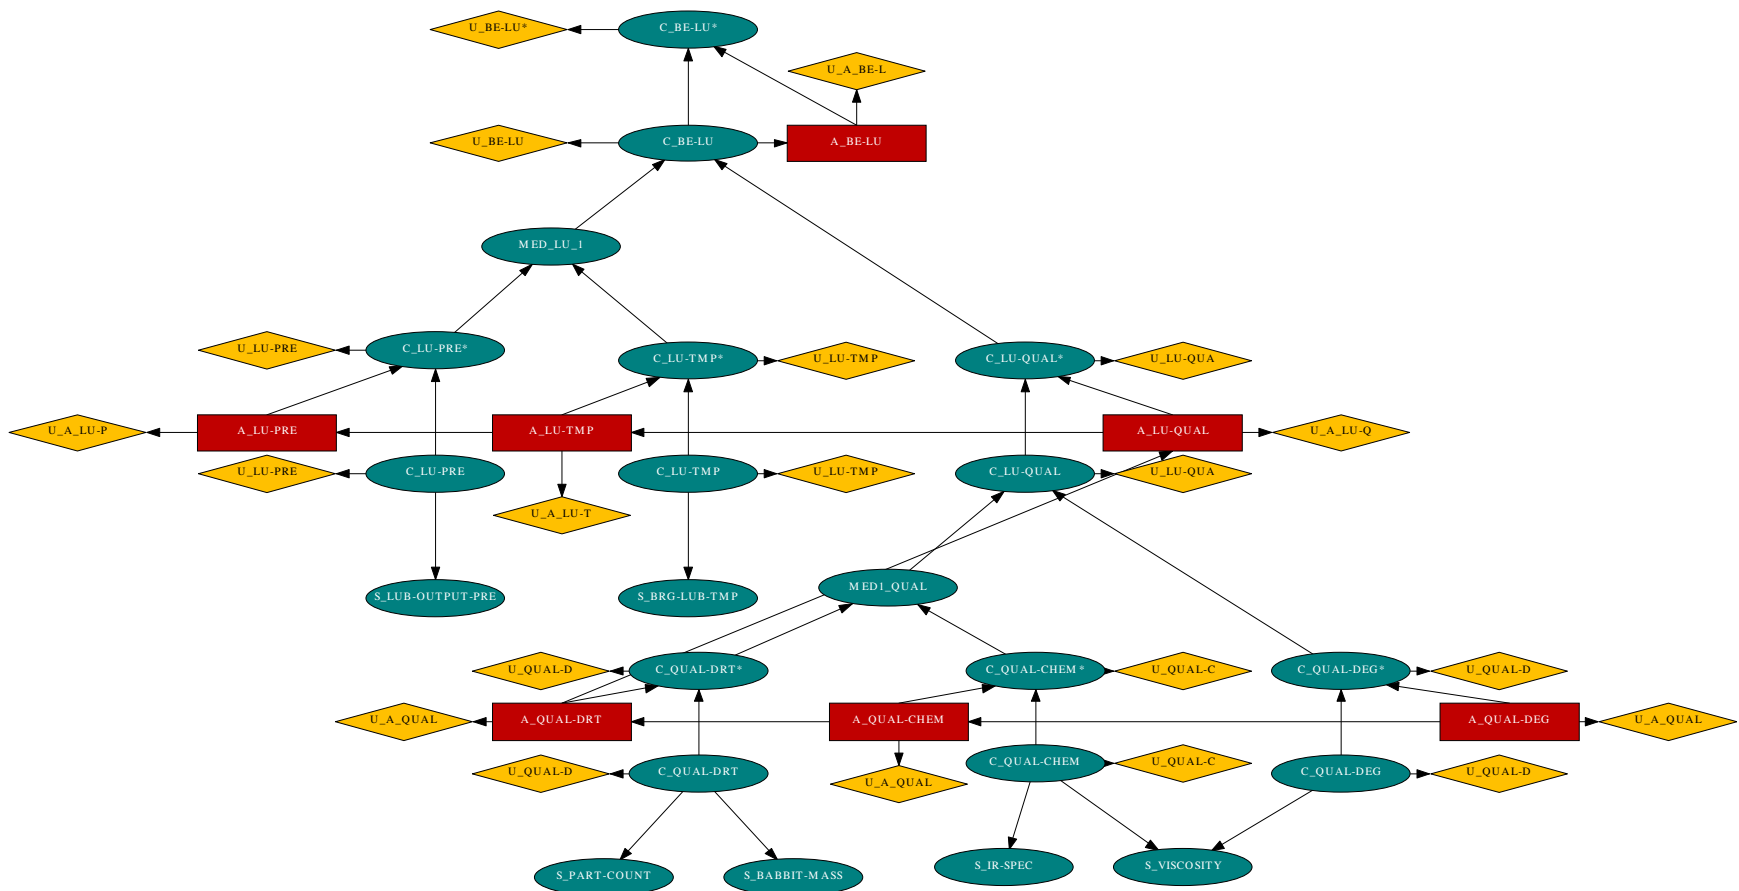 U_BE-LU*
C_BE-LU*
U_A_BE-L
U_BE-LU
C_BE-LU
A_BE-LU
MED_LU_1
U_LU-PRE
C_LU-PRE*
C_LU-TMP*
U_LU-TMP
C_LU-QUAL*
U_LU-QUA
U_A_LU-P
A_LU-PRE
A_LU-TMP
A_LU-QUAL
U_A_LU-Q
U_LU-PRE
C_LU-PRE
C_LU-TMP
U_LU-TMP
C_LU-QUAL
U_LU-QUA
U_A_LU-T
S_LUB-OUTPUT-PRE
S_BRG-LUB-TMP
MED1_QUAL
U_QUAL-D
C_QUAL-DRT*
C_QUAL-CHEM*
U_QUAL-C
C_QUAL-DEG*
U_QUAL-D
U_A_QUAL
A_QUAL-DRT
A_QUAL-CHEM
A_QUAL-DEG
U_A_QUAL
U_QUAL-D
C_QUAL-DRT
U_A_QUAL
C_QUAL-CHEM
U_QUAL-C
C_QUAL-DEG
U_QUAL-D
S_PART-COUNT
S_BABBIT-MASS
S_IR-SPEC
S_VISCOSITY